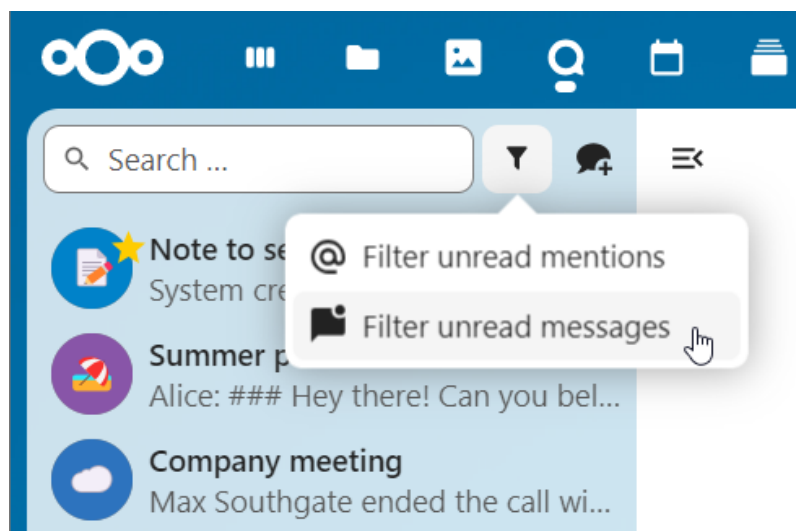 Search ...
Filter unread mentions
Filter unread messages
Note to se
System cre
Summer p
Alice: ### Hey there! Can you bel...
Company meeting
Max Southgate ended the call wi...